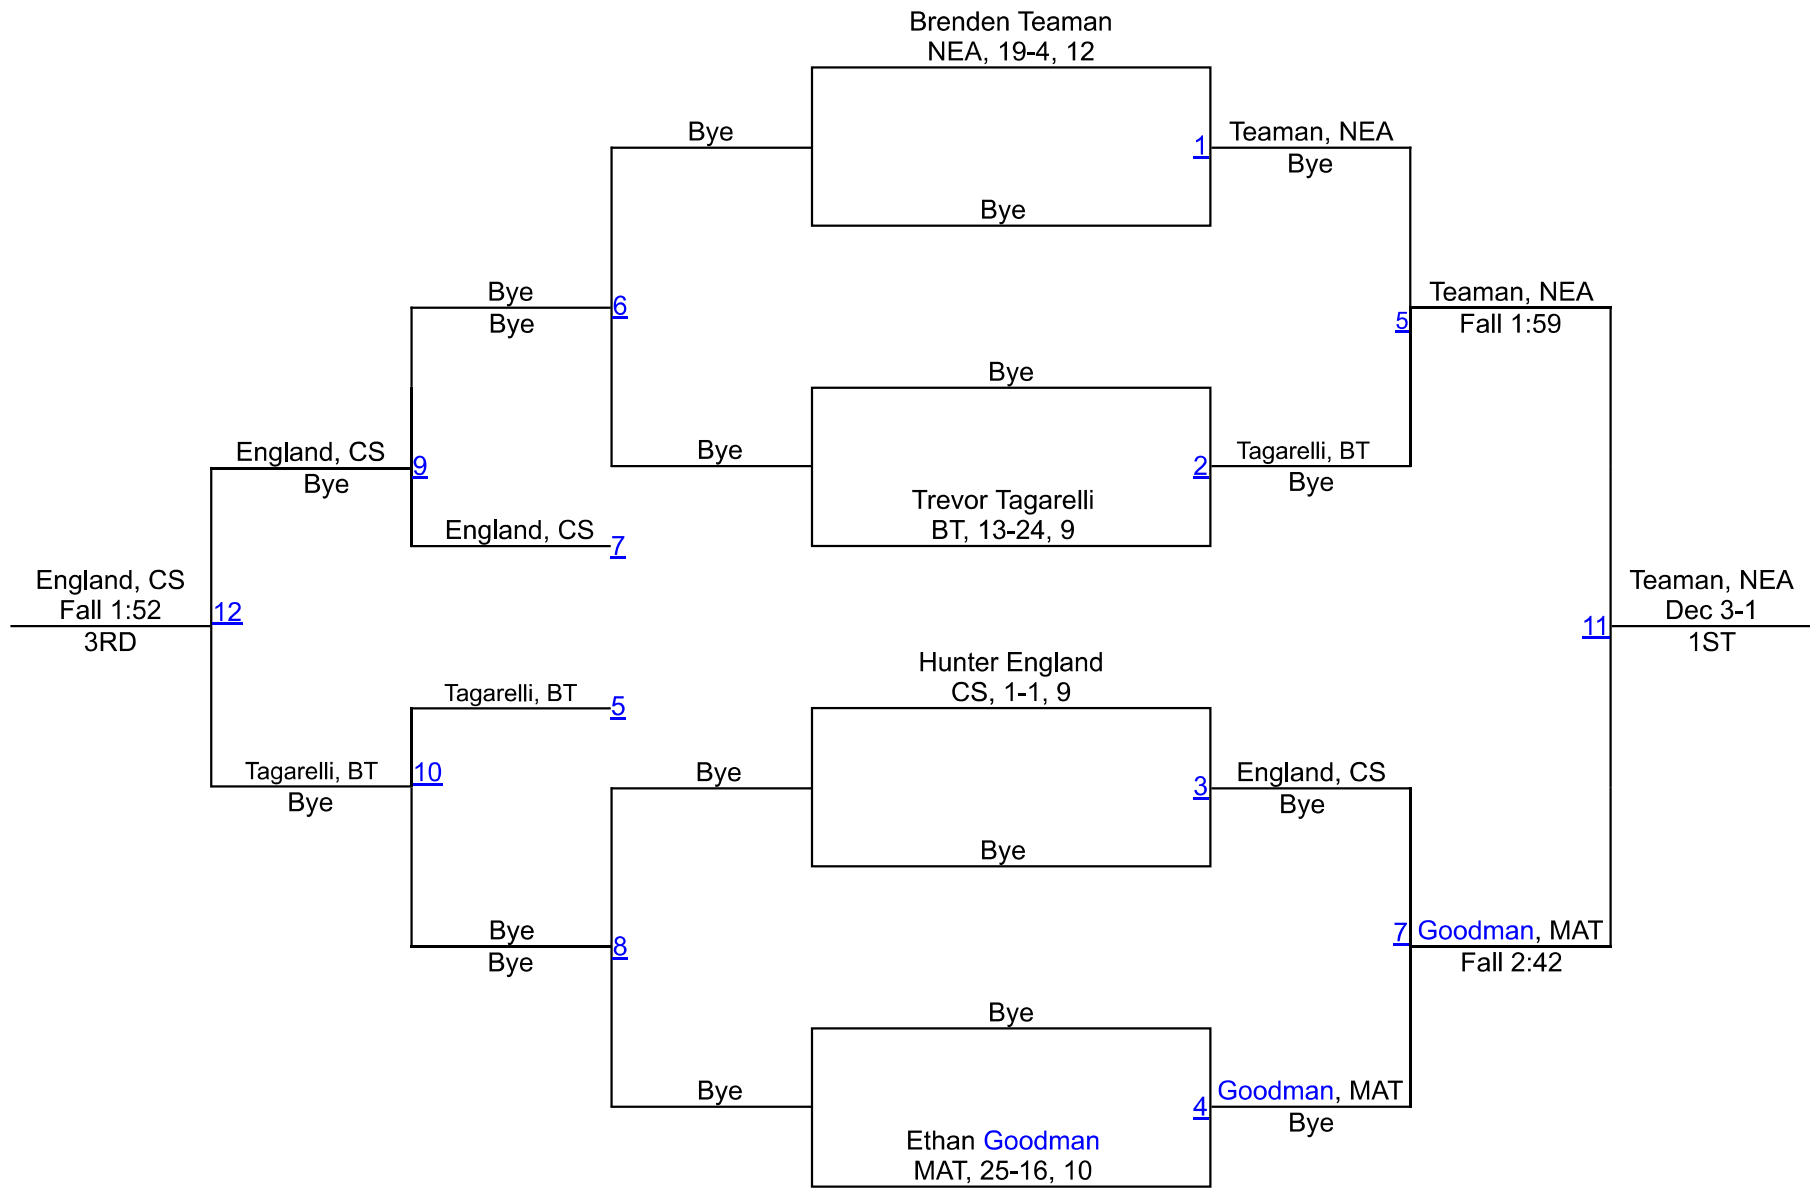 Brenden Teaman
NEA, 19-4, 12
Bye
1
Teaman, NEA
Bye
Bye
Bye
Bye
6
Teaman, NEA
Fall 1:59
5
Bye
England, CS
Bye
9
Bye
2
Tagarelli, BT
Bye
Trevor Tagarelli
BT, 13-24, 9
England, CS
7
England, CS
Fall 1:52
3RD
12
Teaman, NEA
Dec 3-1
1ST
11
Hunter England
CS, 1-1, 9
Tagarelli, BT
5
Tagarelli, BT
Bye
10
Bye
3
England, CS
Bye
Bye
Bye
Bye
8
7
Goodman, MAT
Fall 2:42
Bye
Bye
4
Goodman, MAT
Bye
Ethan Goodman
MAT, 25-16, 10